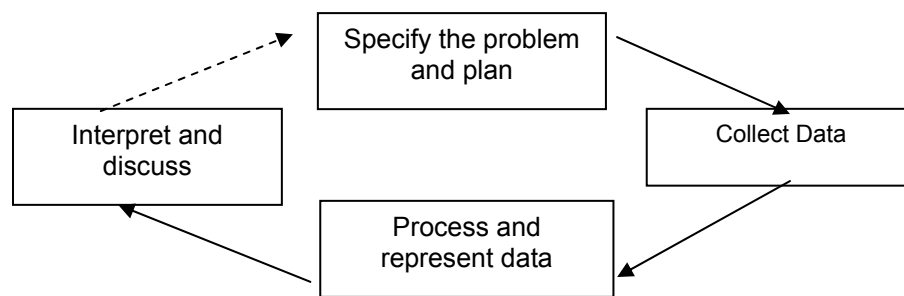 Specify the problem
and plan
Collect Data
Process and
represent data
Interpret and
discuss